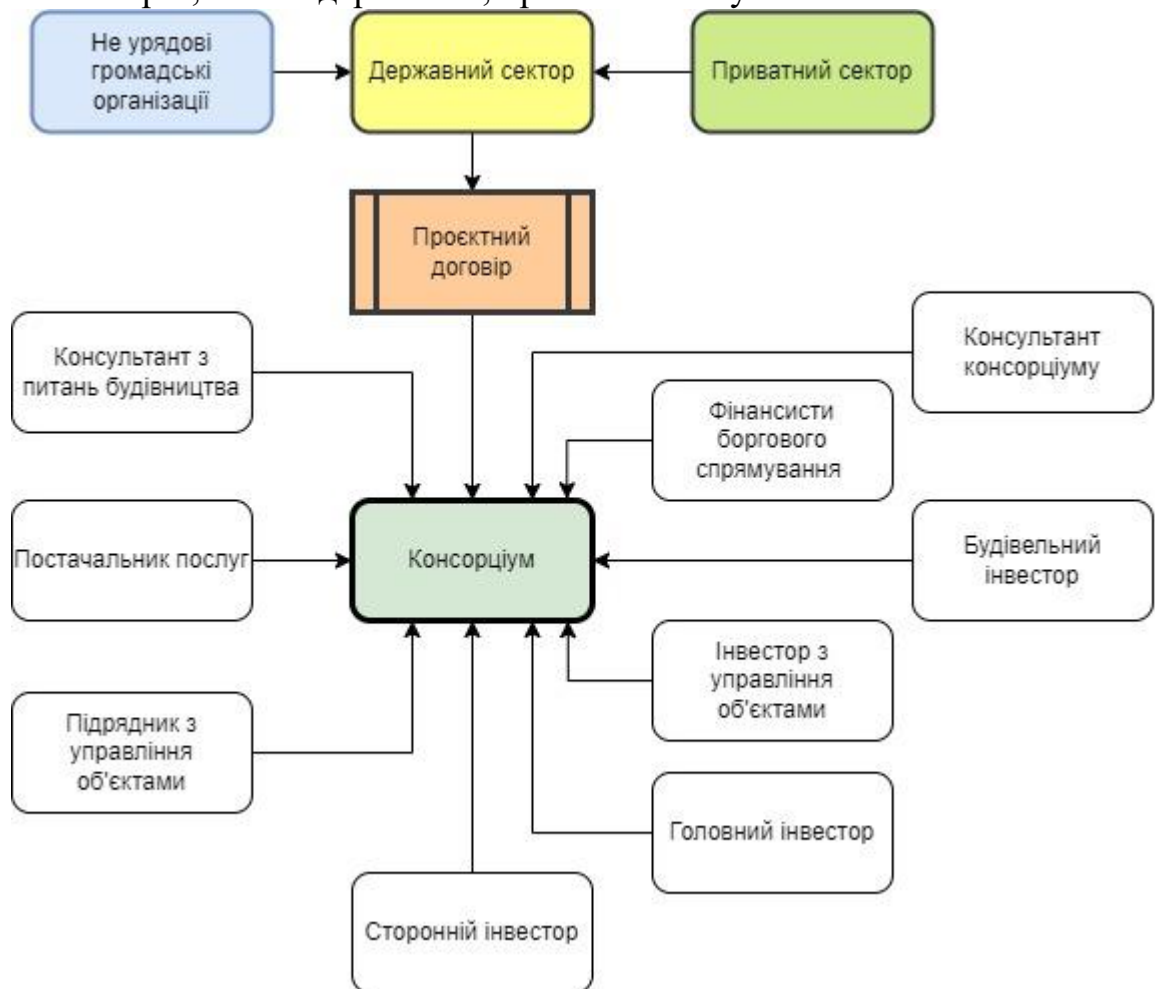 Не урядові
громадські
організації
Державний сектор
Приватний сектор
Проєктний
договір
Консультант з
питань будівництва
Консультант
консорціуму
Фінансисти
боргового
спрямування
Постачальник послуг
Консорціум
Будівельний
інвестор
Інвестор з
управління
об'єктами
Підрядник з
управління
об'єктами
Головний інвестор
Сторонній інвестор